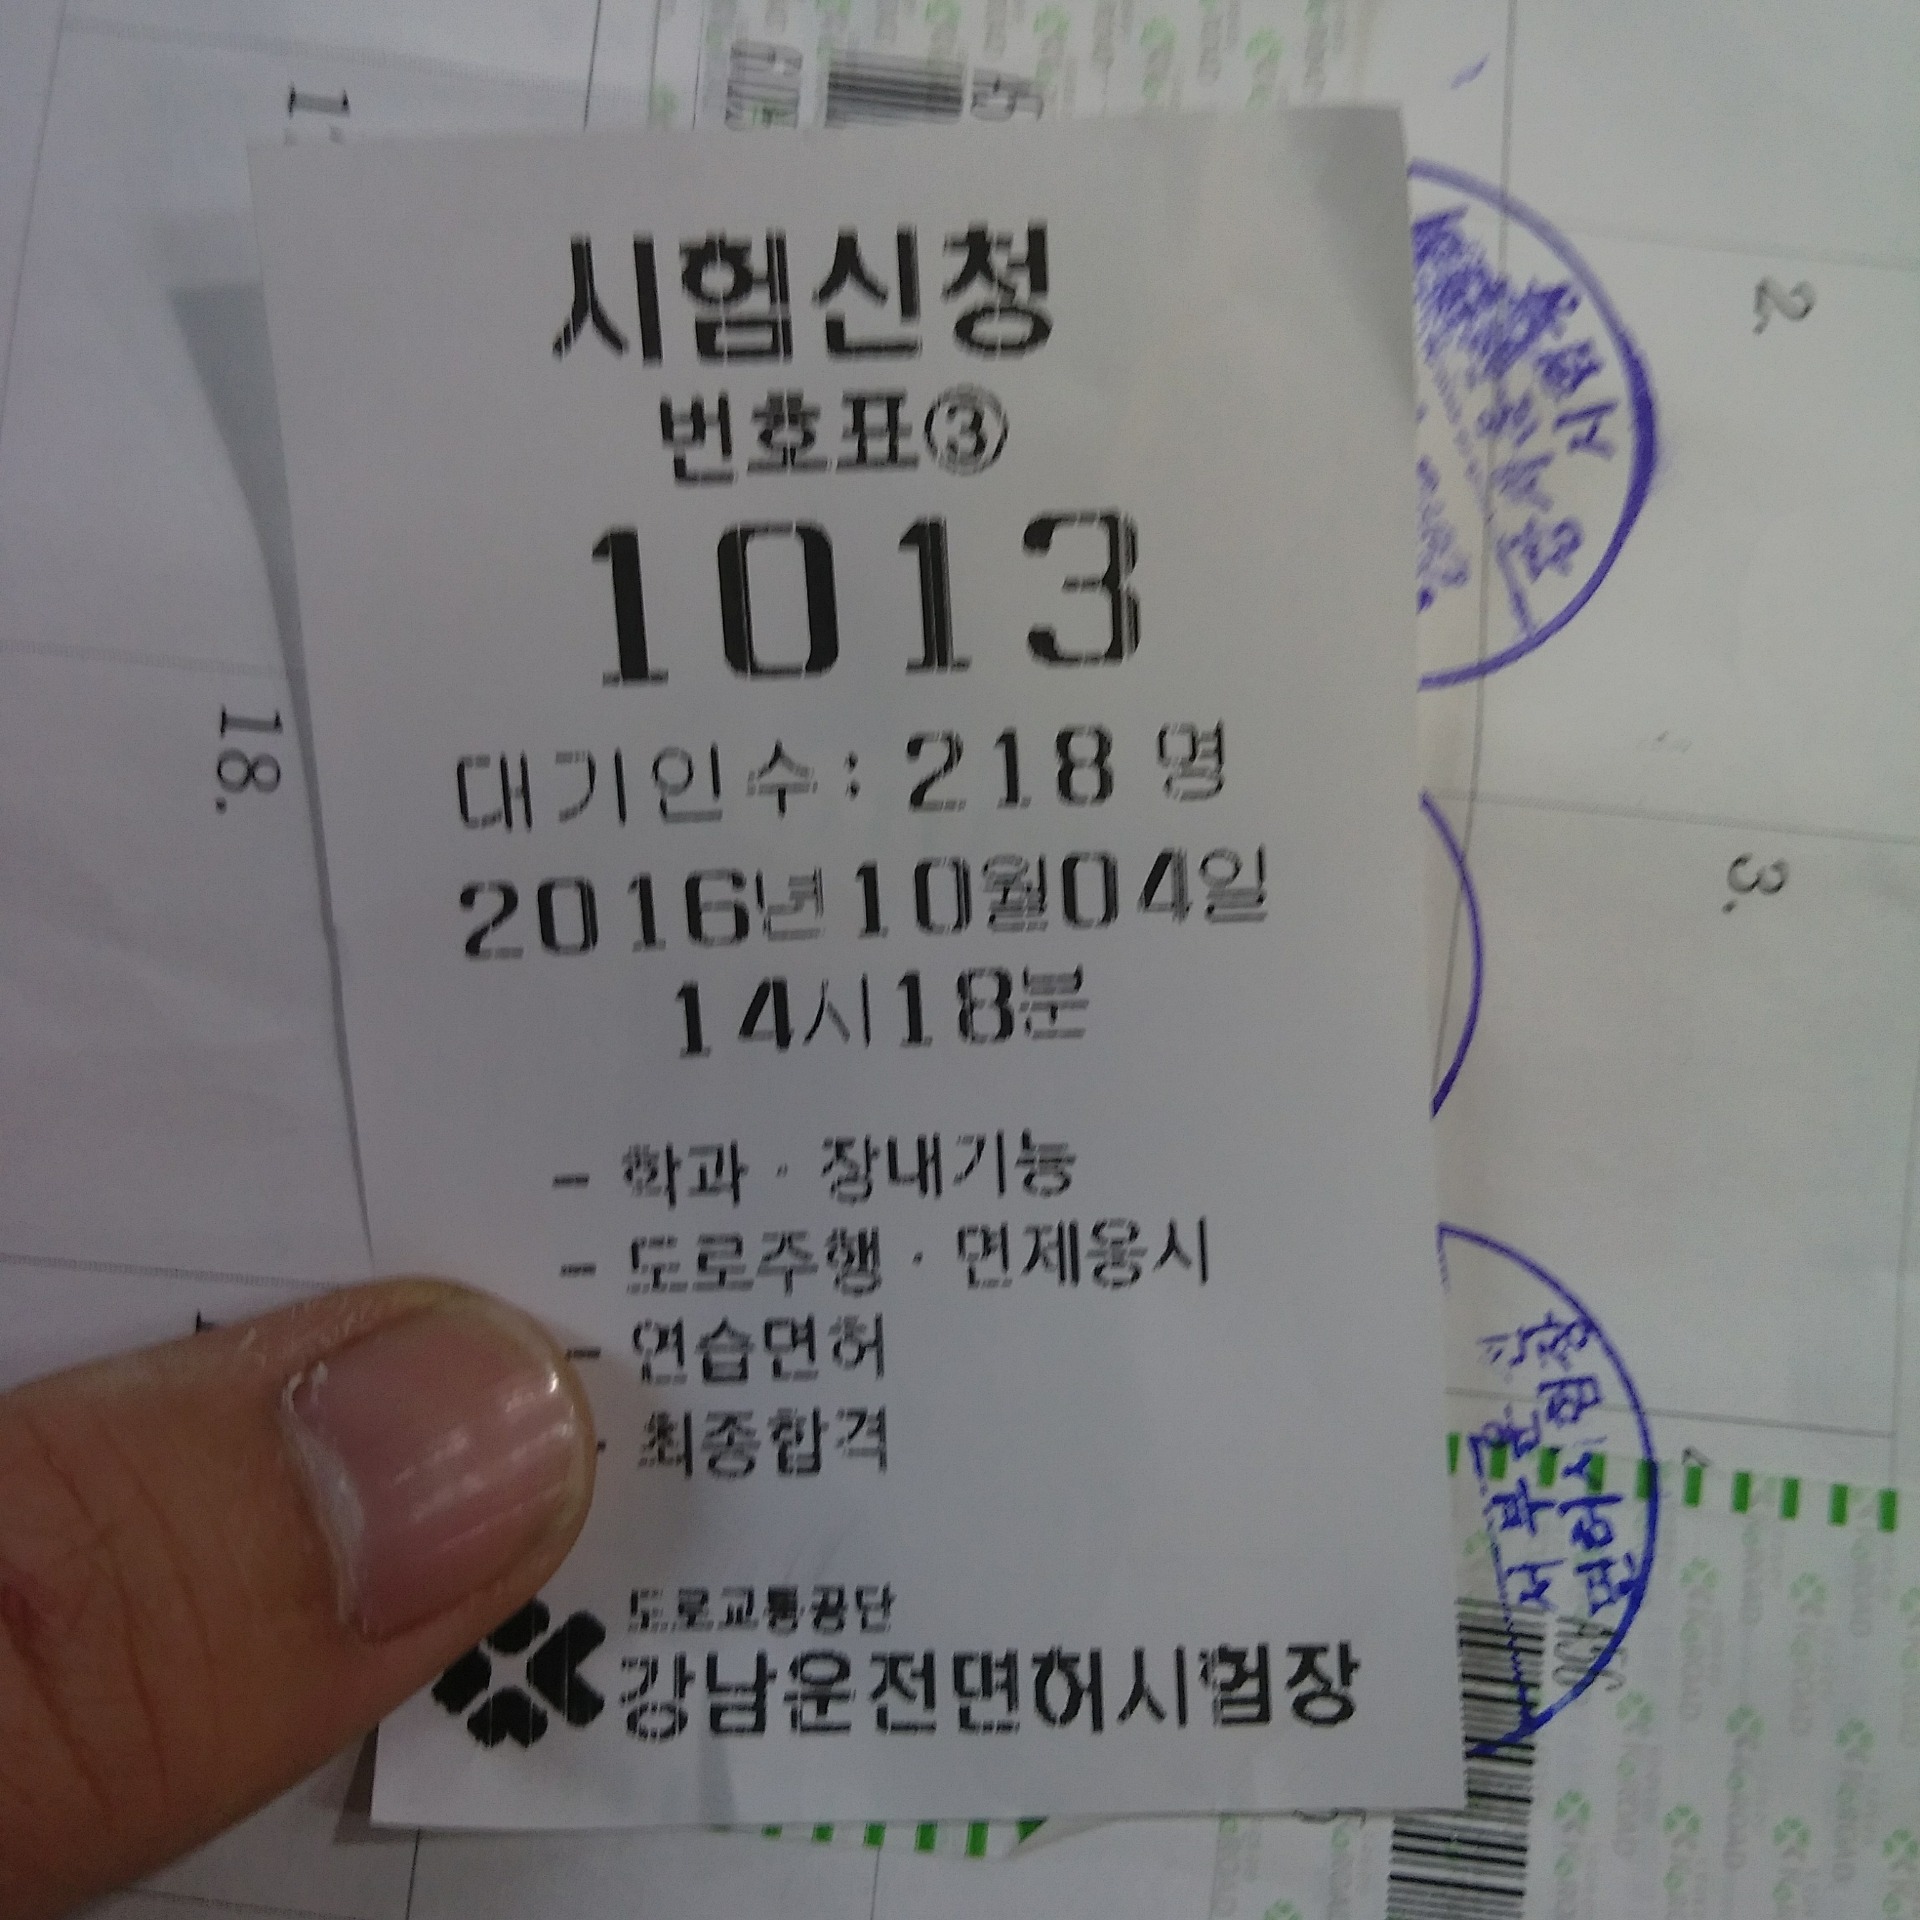 시험신청
번호표③
1013
대기인수: 218 명
2016년10월04일
14시18분
- 학과 · 장내기능
- 도로주행 · 면제응시
- 연습면허
- 최종합격
도로교통공단
강남운전면허시험장
18.
2.
3.